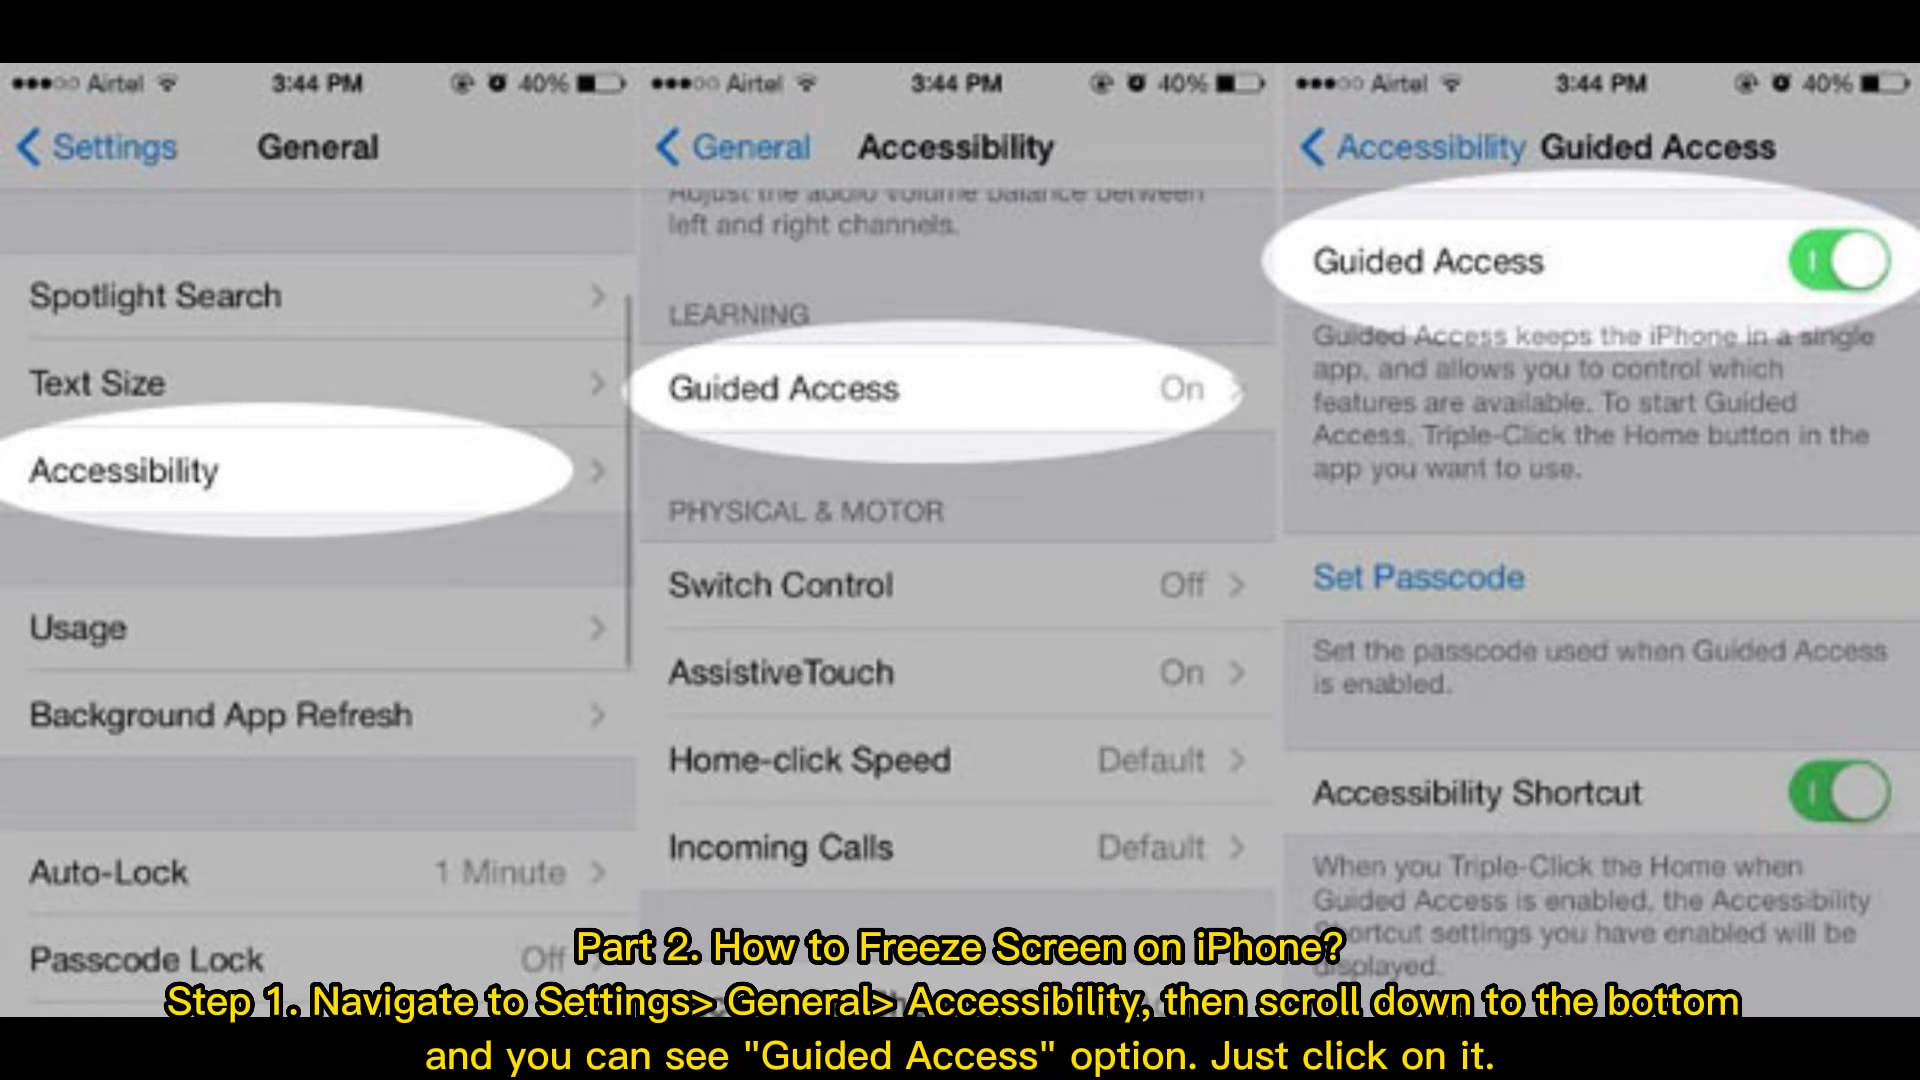 Airtel 3:44 PM 40%
Settings General
Spotlight Search
Text Size
Accessibility
Usage
Background App Refresh
Auto-Lock 1 Minute
Passcode Lock Off
Airtel 3:44 PM 40%
General Accessibility
Adjust the audio volume balance between
left and right channels.
LEARNING
Guided Access On
PHYSICAL & MOTOR
Switch Control Off
AssistiveTouch On
Home-click Speed Default
Incoming Calls Default
Airtel 3:44 PM 40%
Accessibility Guided Access
Guided Access
Guided Access keeps the iPhone in a single
app, and allows you to control which
features are available. To start Guided
Access, Triple-Click the Home button in the
app you want to use.
Set Passcode
Set the passcode used when Guided Access
is enabled.
Accessibility Shortcut
When you Triple-Click the Home when
Guided Access is enabled, the Accessibility
Shortcut settings you have enabled will be
displayed.
Part 2. How to Freeze Screen on iPhone?
Step 1. Navigate to Settings> General> Accessibility, then scroll down to the bottom
and you can see "Guided Access" option. Just click on it.